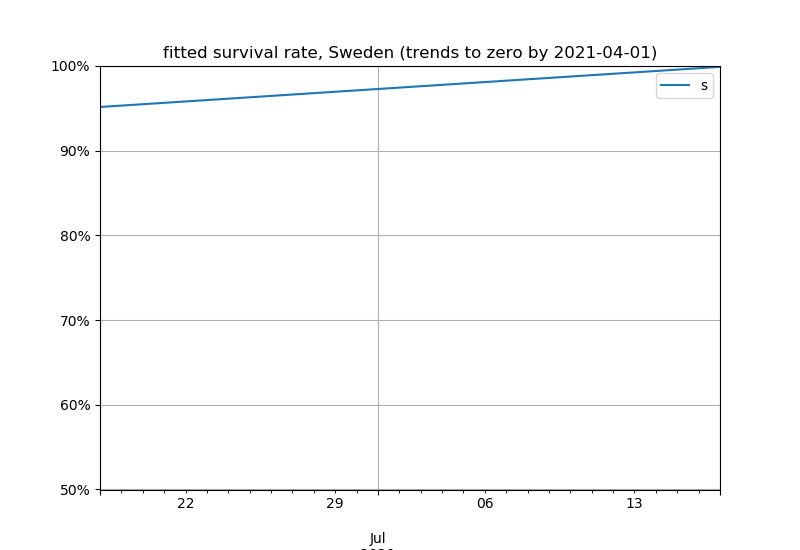 fitted survival rate, Sweden (trends to zero by 2021-04-01)
100%
s
90%
80%
70%
60%
50%
22 29 06 13
Jul